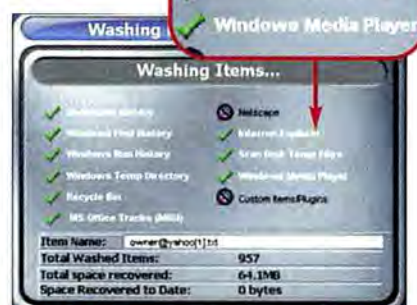 Washing
Windows Media Player
Washing Items...
History
Windows Find History
Windows Run History
Windows Temp Directory
Recycle Bin
MS Office Tracks (MRU)
Netscape
Internet Explorer
Scan Disk Temp Files
Windows Media Player
Custom Items/Plugins
Item Name: owner@yahoo[1].txt
Total Washed Items: 957
Total space recovered: 64.1MB
Space Recovered to Date: 0 bytes